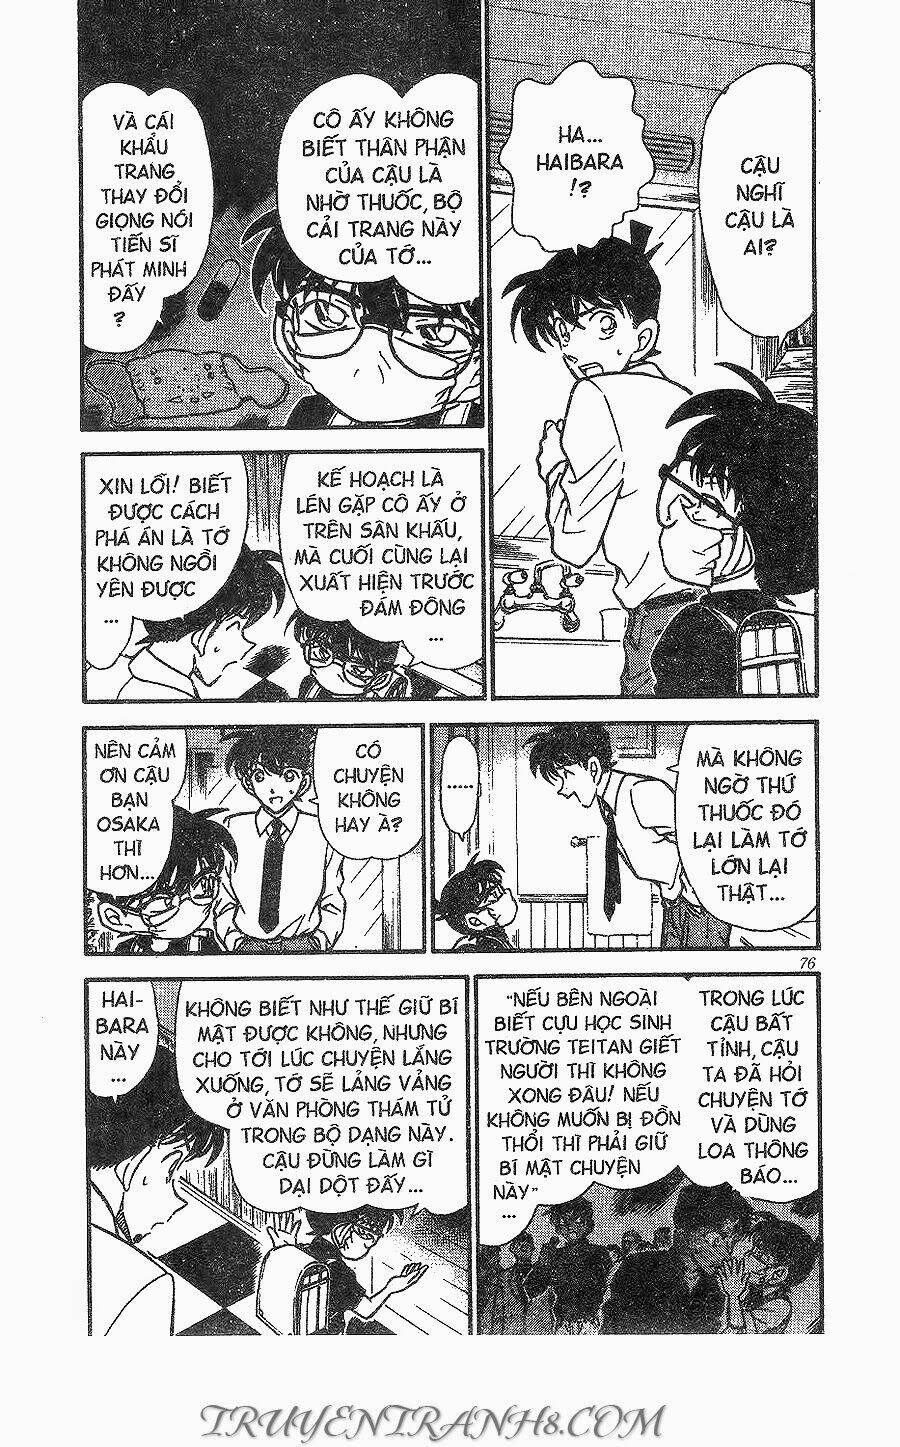 CẬU
NGHĨ
CẬU LÀ
AI?
HA...
HAIBARA
!?
CÔ ẤY KHÔNG
BIẾT THÂN PHẬN
CỦA CẬU LÀ
NHỜ THUỐC, BỘ
CẢI TRANG NÀY
CỦA TỚ...
VÀ CÁI
KHẨU
TRANG
THAY ĐỔI
GIỌNG NÓI
TIẾN SĨ
PHÁT MINH
ĐẤY
?
KẾ HOẠCH LÀ
LÉN GẶP CÔ ẤY Ở
TRÊN SÂN KHẤU,
MÀ CUỐI CÙNG LẠI
XUẤT HIỆN TRƯỚC
ĐÁM ĐÔNG
...
XIN LỖI! BIẾT
ĐƯỢC CÁCH
PHÁ ÁN LÀ TỚ
KHÔNG NGỒI
YÊN ĐƯỢC
...
MÀ KHÔNG
NGỜ THỨ
THUỐC ĐÓ
LẠI LÀM TỚ
LỚN LẠI
THẬT...
......
CÓ
CHUYỆN
KHÔNG
HAY À?
NÊN CẢM
ƠN CẬU
BẠN
OSAKA
THÌ
HƠN...
76
TRONG LÚC
CẬU BẤT
TỈNH, CẬU
TA ĐÃ HỎI
CHUYỆN TỚ
VÀ DÙNG
LOA THÔNG
BÁO...
"NẾU BÊN NGOÀI
BIẾT CỰU HỌC SINH
TRƯỜNG TEITAN GIẾT
NGƯỜI THÌ KHÔNG
XONG ĐÂU! NẾU
KHÔNG MUỐN BỊ ĐỒN
THỔI THÌ PHẢI GIỮ
BÍ MẬT CHUYỆN
NÀY"
...
KHÔNG BIẾT NHƯ THẾ GIỮ BÍ
MẬT ĐƯỢC KHÔNG, NHƯNG
CHO TỚI LÚC CHUYỆN LẮNG
XUỐNG, TỚ SẼ LẢNG VẢNG
Ở VĂN PHÒNG THÁM TỬ
TRONG BỘ DẠNG NÀY.
CẬU ĐỪNG LÀM GÌ
DẠI DỘT ĐẤY...
HAI-
BARA
NÀY
...
TRUYENTRANH8.COM